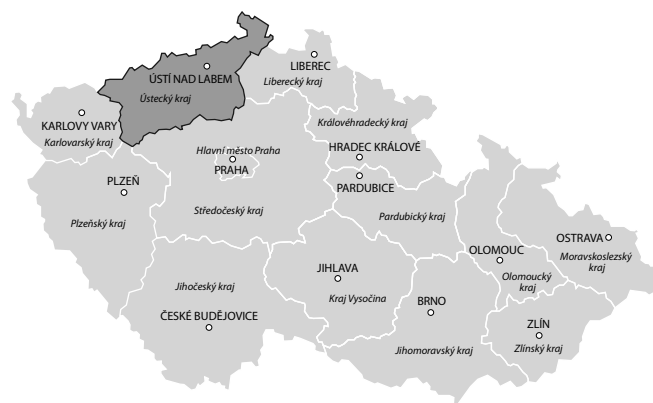 LIBEREC
Liberecký kraj
ÚSTÍ NAD LABEM
Ústecký kraj
KARLOVY VARY
Karlovarský kraj
Královéhradecký kraj
HRADEC KRÁLOVÉ
Hlavní město Praha
PRAHA
PLZEŇ
PARDUBICE
Plzeňský kraj
Středočeský kraj
Pardubický kraj
OSTRAVA
Moravskoslezský
kraj
OLOMOUC
Olomoucký
kraj
JIHLAVA
Kraj Vysočina
Jihočeský kraj
ČESKÉ BUDĚJOVICE
BRNO
Jihomoravský kraj
ZLÍN
Zlínský kraj